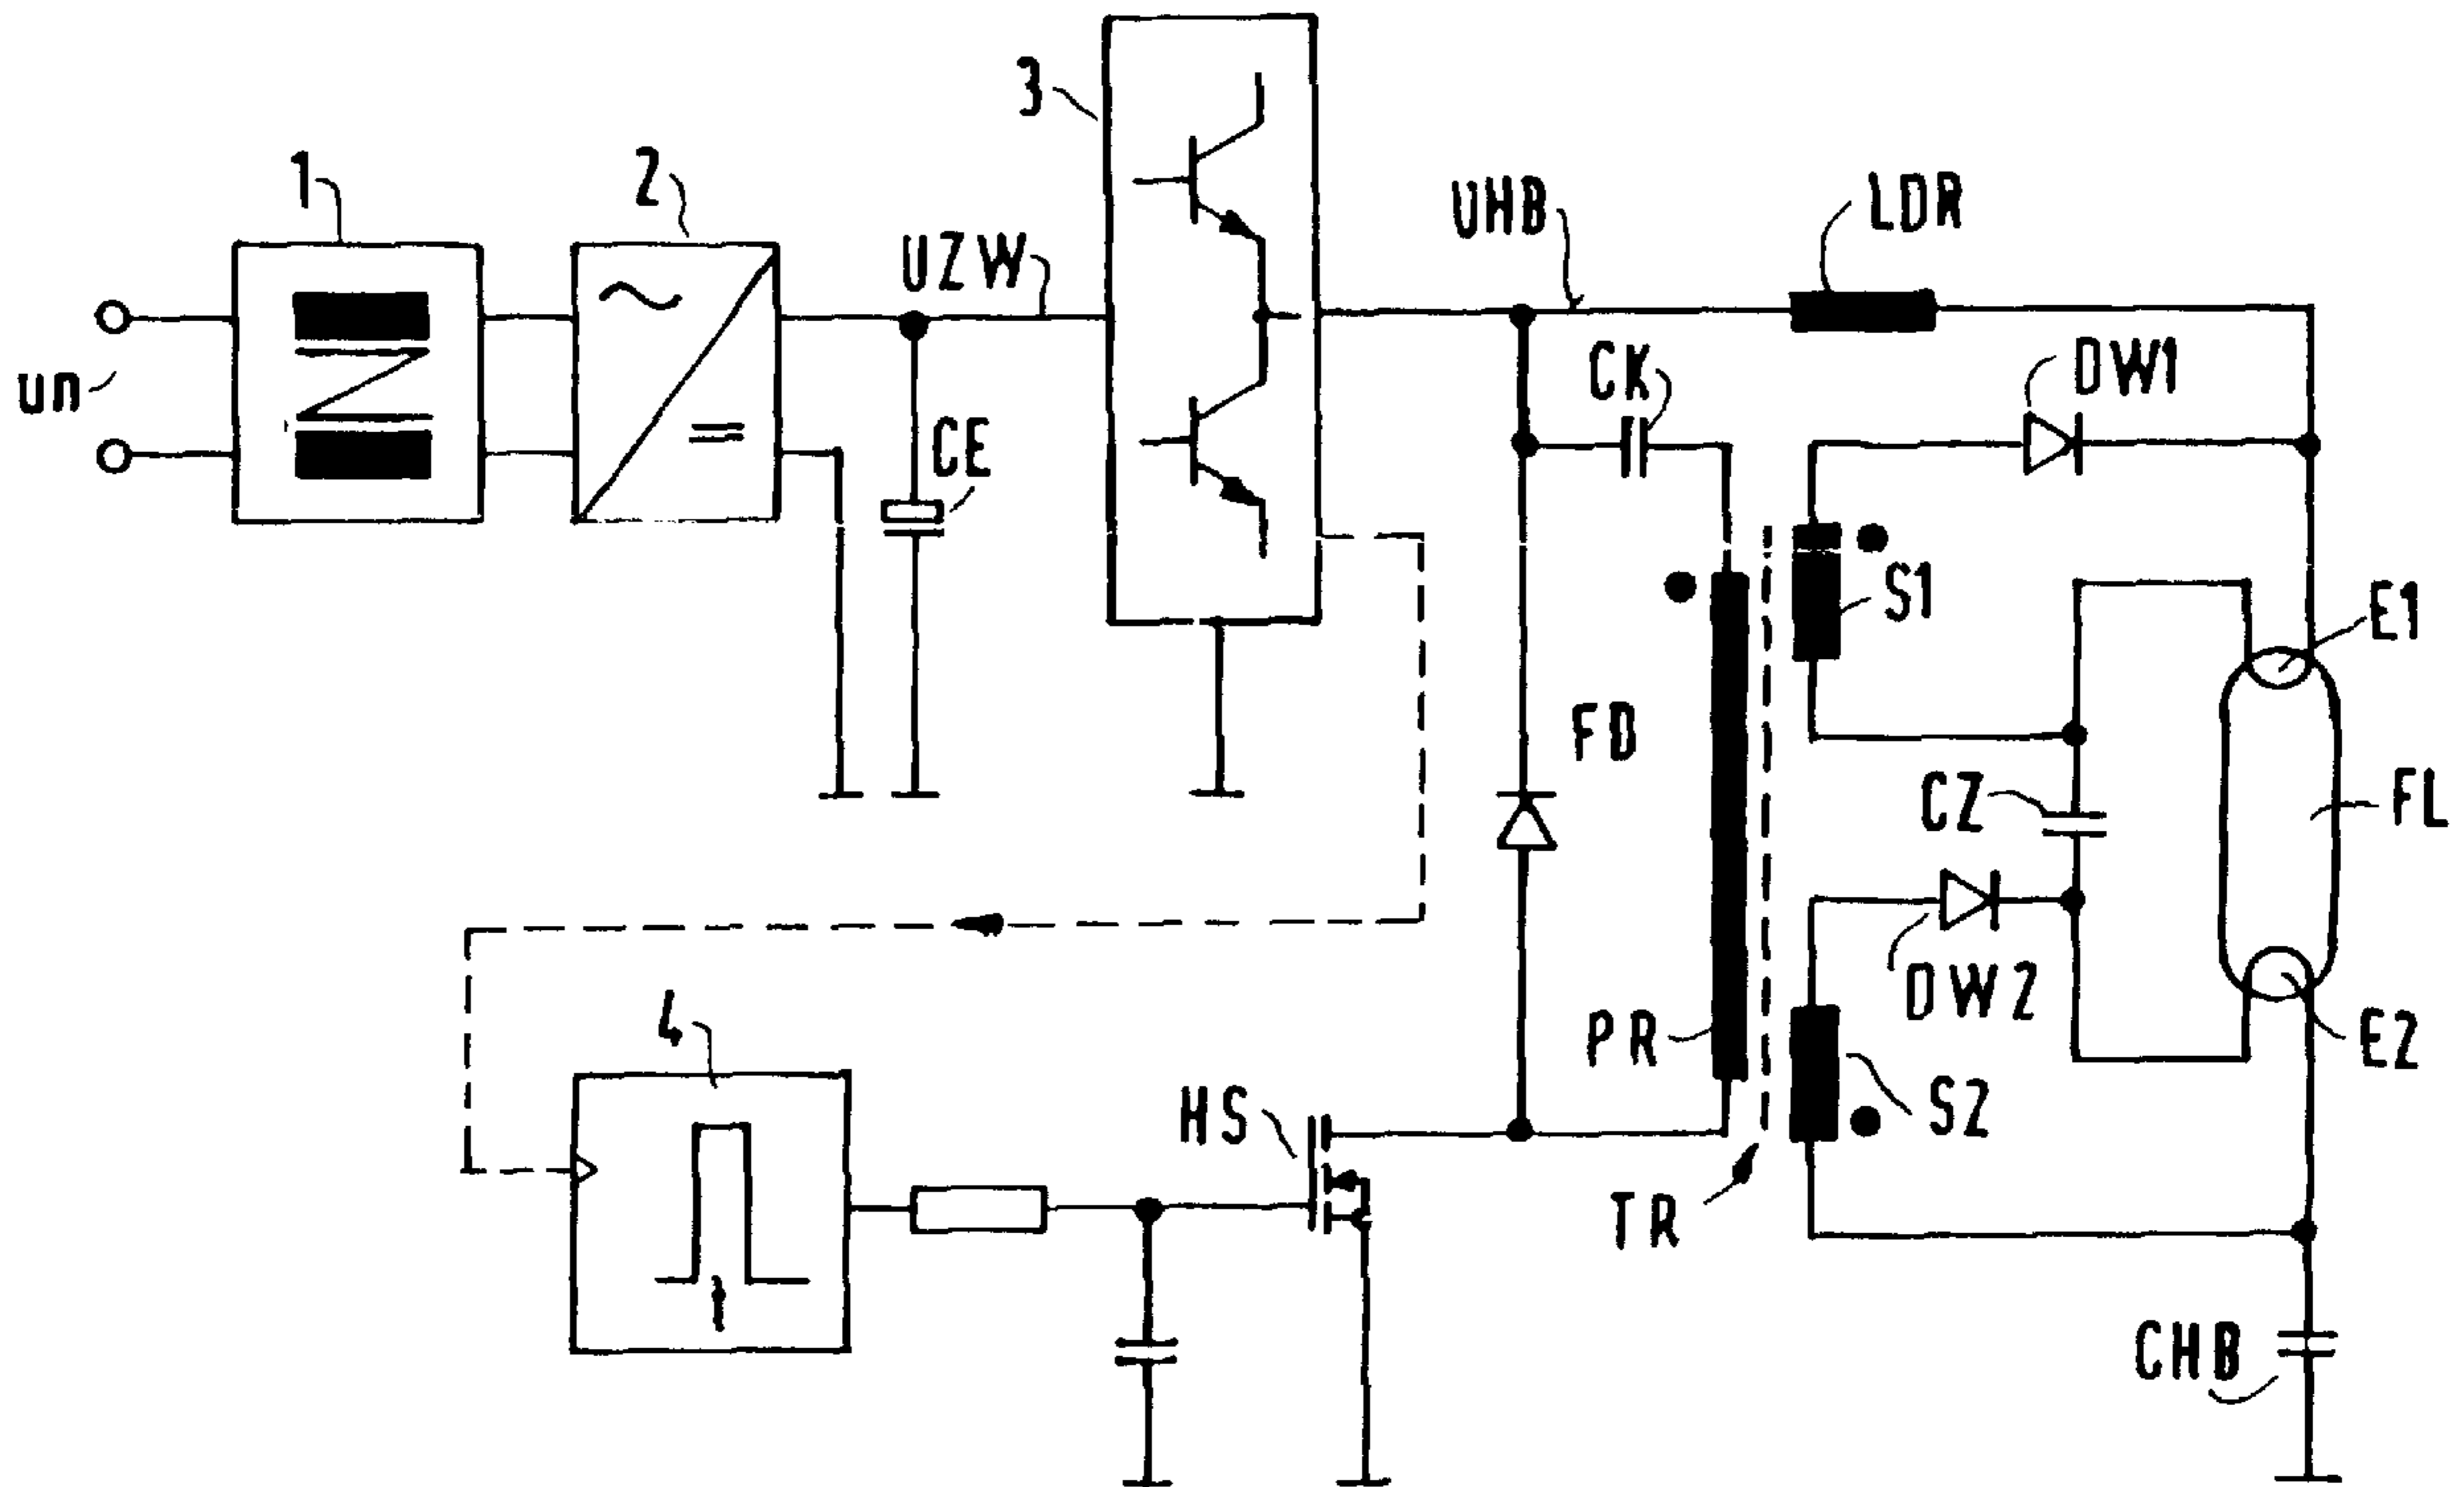 3
1
2
UHB
LDR
UZW
un
CK
DW1
CE
S1
E1
FD
CZ
FL
DW2
4
PR
E2
HS
S2
TR
CHB